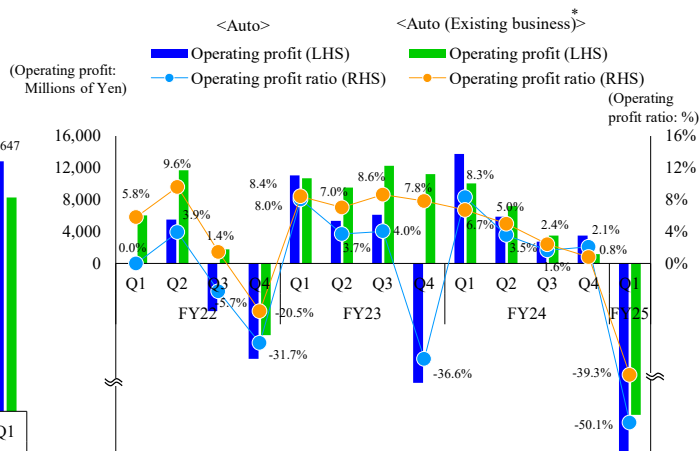 <Auto>
<Auto (Existing business)*>
Operating profit (LHS)
Operating profit (LHS)
Operating profit ratio (RHS)
Operating profit ratio (RHS)
(Operating profit:
Millions of Yen)
(Operating
profit ratio: %)
647
16,000
12,000
8,000
4,000
0
16%
12%
8%
4%
0%
5.8%
9.6%
1.4%
-20.5%
8.4%
7.0%
8.6%
7.8%
6.7%
5.0%
2.4%
0.8%
-39.3%
0.0%
3.9%
-5.7%
-31.7%
8.0%
3.7%
4.0%
-36.6%
8.3%
3.5%
1.6%
2.1%
-50.1%
Q1 Q2 Q3 Q4 Q1 Q2 Q3 Q4 Q1 Q2 Q3 Q4 Q1
FY22 FY23 FY24 FY25
Q1